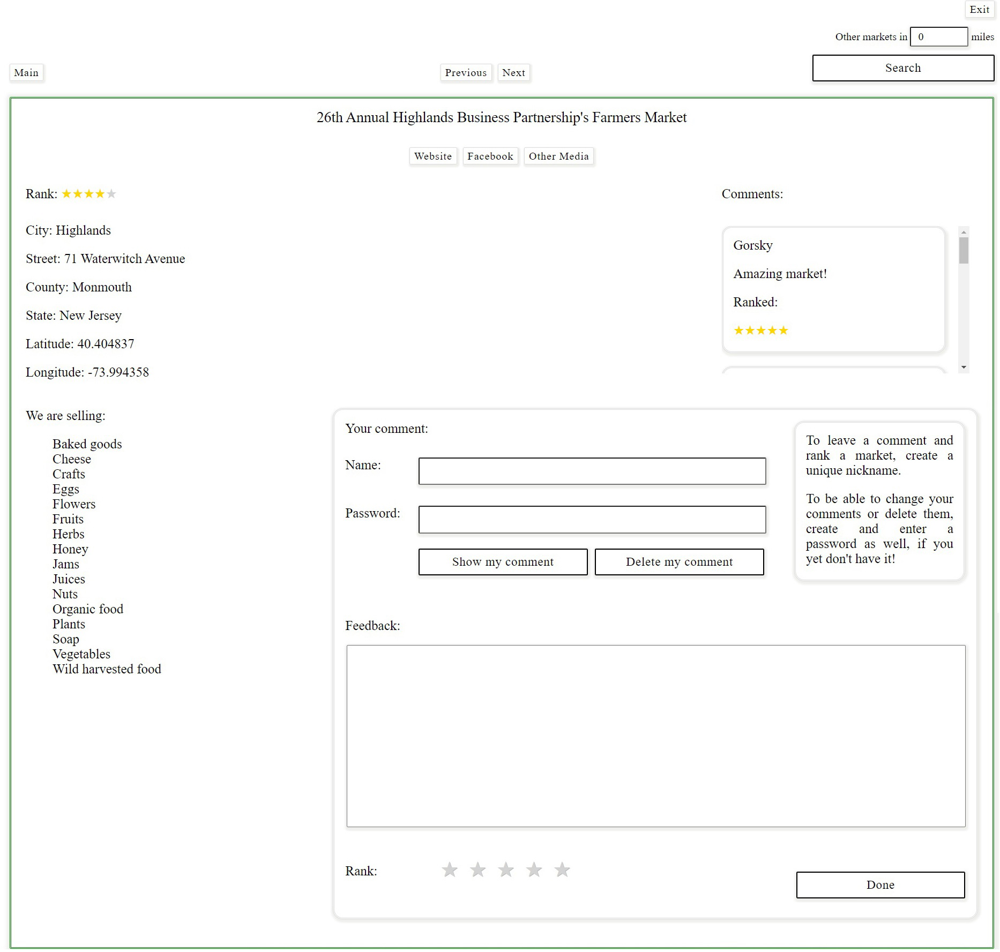 Exit
Other markets in 0 miles
Search
Main
Previous Next
26th Annual Highlands Business Partnership's Farmers Market
Website Facebook Other Media
Rank: ★★★★★
City: Highlands
Street: 71 Waterwitch Avenue
County: Monmouth
State: New Jersey
Latitude: 40.404837
Longitude: -73.994358
Comments:
Gorsky
Amazing market!
Ranked:
★★★★★
We are selling:
Baked goods
Cheese
Crafts
Eggs
Flowers
Fruits
Herbs
Honey
Jams
Juices
Nuts
Organic food
Plants
Soap
Vegetables
Wild harvested food
Your comment:
Name:
Password:
Show my comment Delete my comment
To leave a comment and
rank a market, create a
unique nickname.
To be able to change your
comments or delete them,
create and enter a
password as well, if you
yet don't have it!
Feedback:
Rank: ★ ★ ★ ★ ★
Done